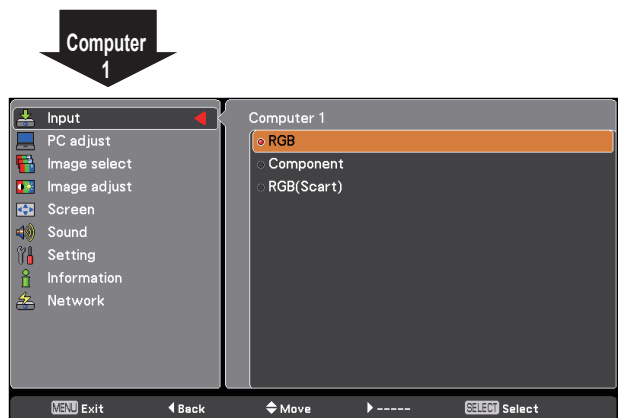 Computer
1
Input
PC adjust
Image select
Image adjust
Screen
Sound
Setting
Information
Network
Computer 1
RGB
Component
RGB(Scart)
MENU Exit Back Move ----- SELECT Select